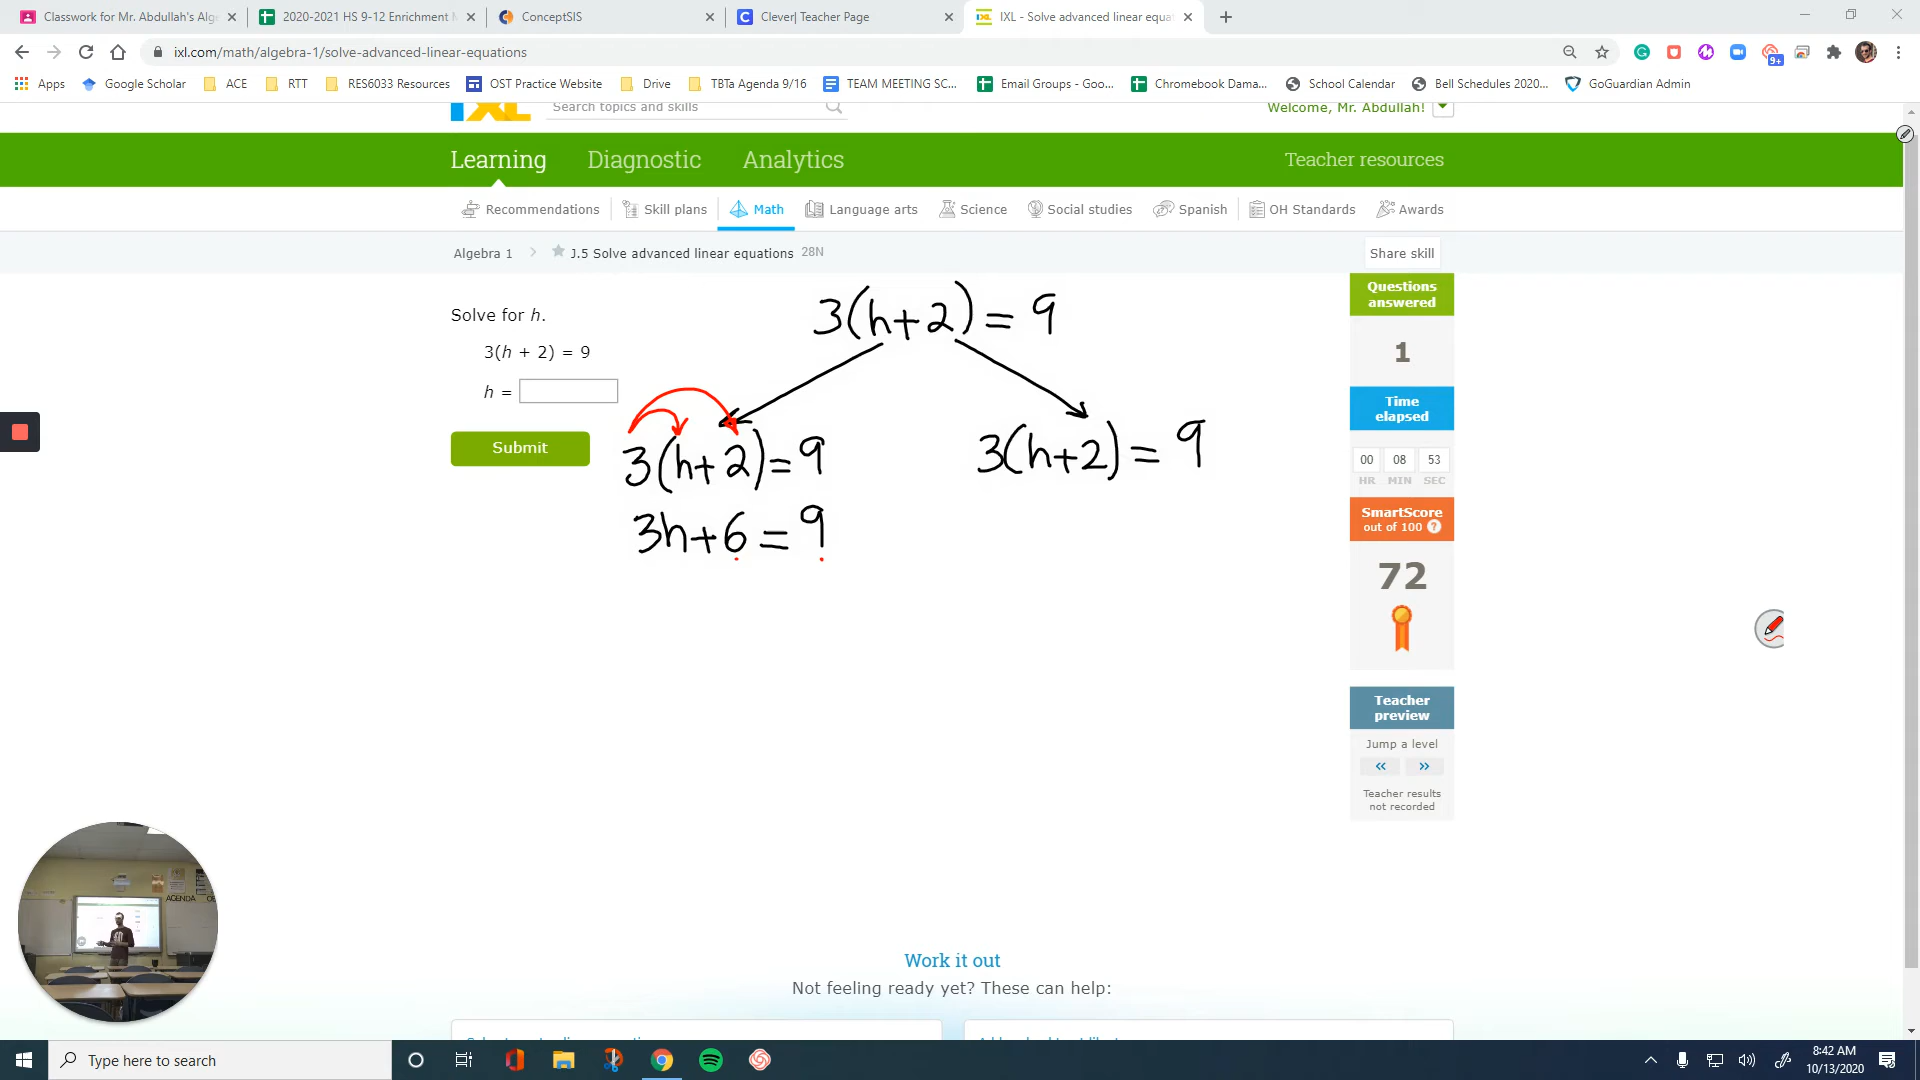 Classwork for Mr. Abdullah's Alg
2020-2021 HS 9-12 Enrichment M
ConceptSIS
Clever| Teacher Page
IXL - Solve advanced linear equa
ixl.com/math/algebra-1/solve-advanced-linear-equations
9+
Apps
Google Scholar
ACE
RTT
RES6033 Resources
OST Practice Website
Drive
TBTa Agenda 9/16
TEAM MEETING SC...
Email Groups - Goo...
Chromebook Dama...
School Calendar
Bell Schedules 2020...
GoGuardian Admin
IXL
Search topics and skills
Welcome, Mr. Abdullah!
Learning
Diagnostic
Analytics
Teacher resources
Recommendations
Skill plans
Math
Language arts
Science
Social studies
Spanish
OH Standards
Awards
Algebra 1
J.5 Solve advanced linear equations
28N
Share skill
Solve for h.
3(h + 2) = 9
h =
Submit
3(h+2) = 9
3(h+2) = 9
3h+6 = 9
3(h+2) = 9
Questions
answered
1
Time
elapsed
00
08
53
HR
MIN
SEC
SmartScore
out of 100 ?
72
Teacher
preview
Jump a level
<<
>>
Teacher results
not recorded
AGENDA
Work it out
Not feeling ready yet? These can help:
Type here to search
8:42 AM
10/13/2020